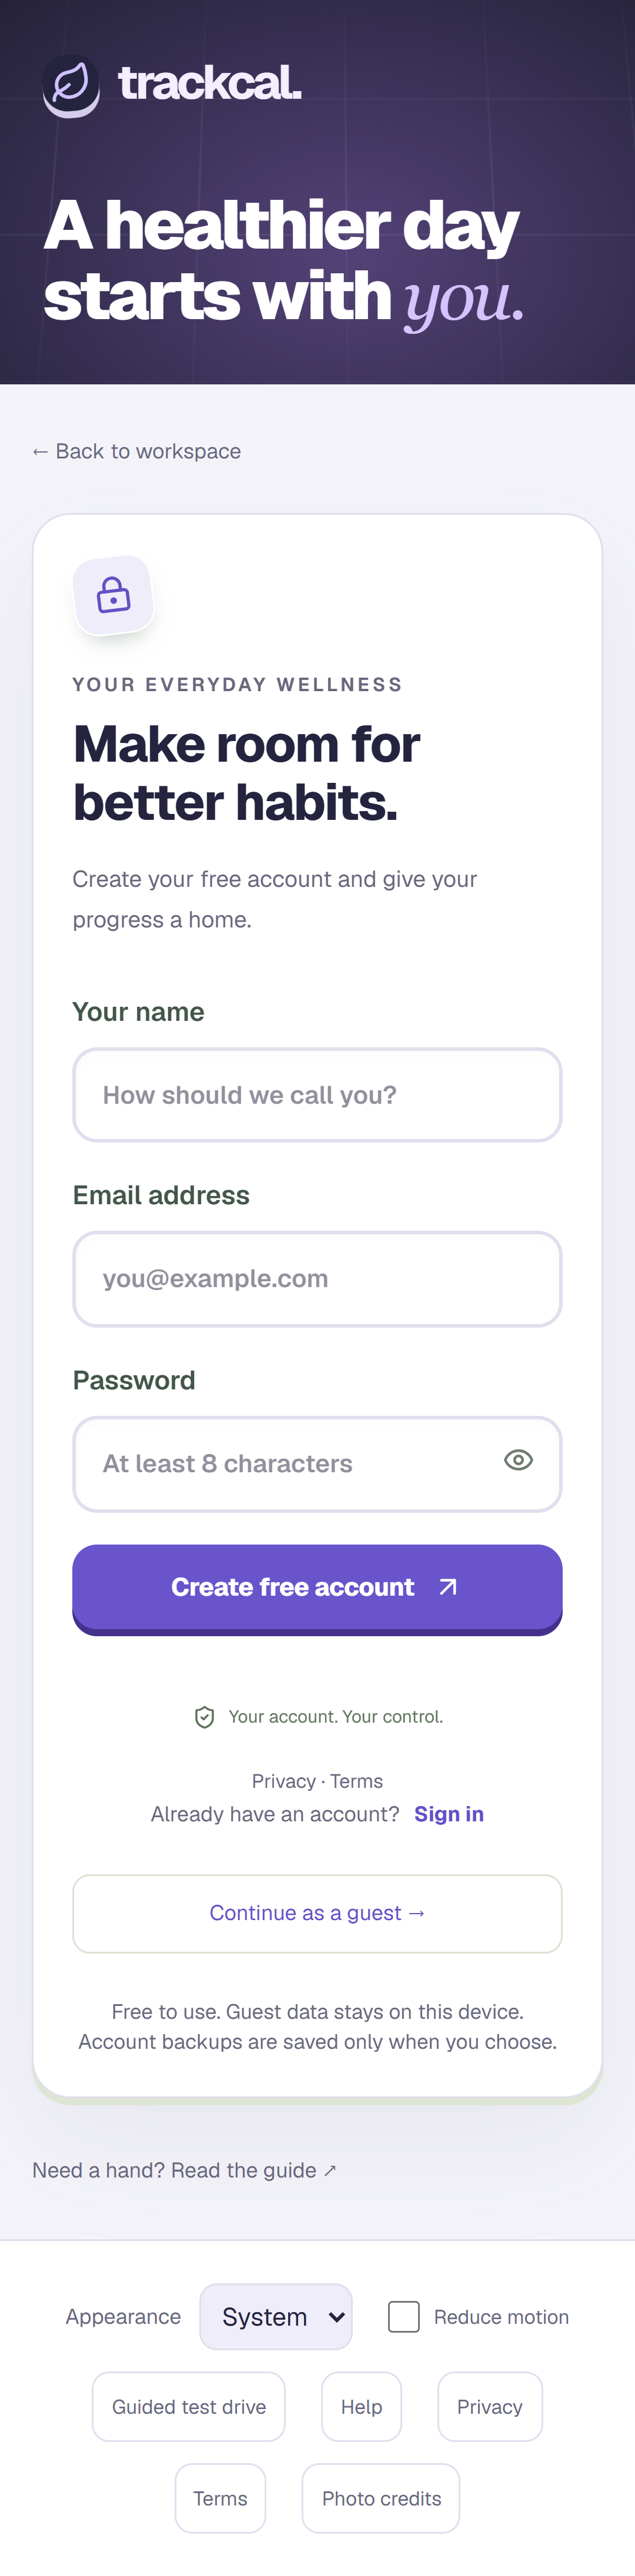 trackcal.
A healthier day
starts with you.
← Back to workspace
YOUR EVERYDAY WELLNESS
Make room for
better habits.
Create your free account and give your
progress a home.
Your name
How should we call you?
Email address
you@example.com
Password
At least 8 characters
Create free account
Your account. Your control.
Privacy · Terms
Already have an account? Sign in
Continue as a guest →
Free to use. Guest data stays on this device.
Account backups are saved only when you choose.
Need a hand? Read the guide ↗
Appearance System Reduce motion
Guided test drive Help Privacy
Terms Photo credits